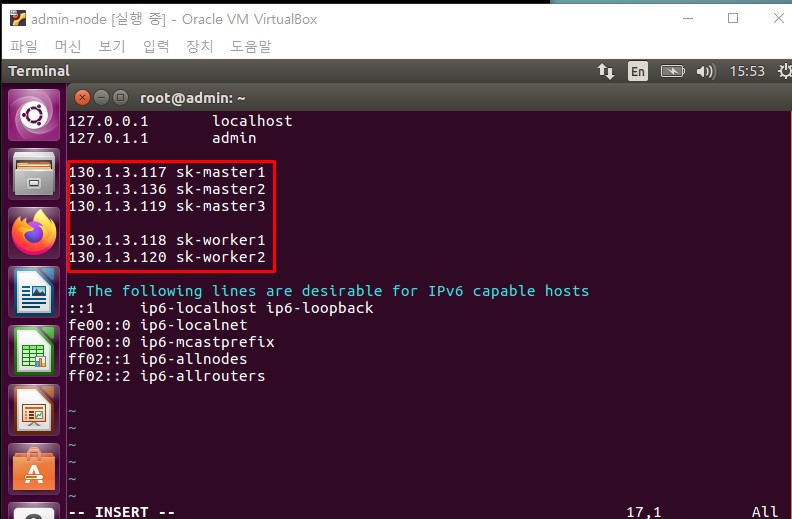 admin-node [실행 중] - Oracle VM VirtualBox
파일 머신 보기 입력 장치 도움말
Terminal En 15:53
root@admin: ~
127.0.0.1 localhost
127.0.1.1 admin
130.1.3.117 sk-master1
130.1.3.136 sk-master2
130.1.3.119 sk-master3
130.1.3.118 sk-worker1
130.1.3.120 sk-worker2
# The following lines are desirable for IPv6 capable hosts
::1 ip6-localhost ip6-loopback
fe00::0 ip6-localnet
ff00::0 ip6-mcastprefix
ff02::1 ip6-allnodes
ff02::2 ip6-allrouters
~
~
~
~
~
~
-- INSERT -- 17,1 All